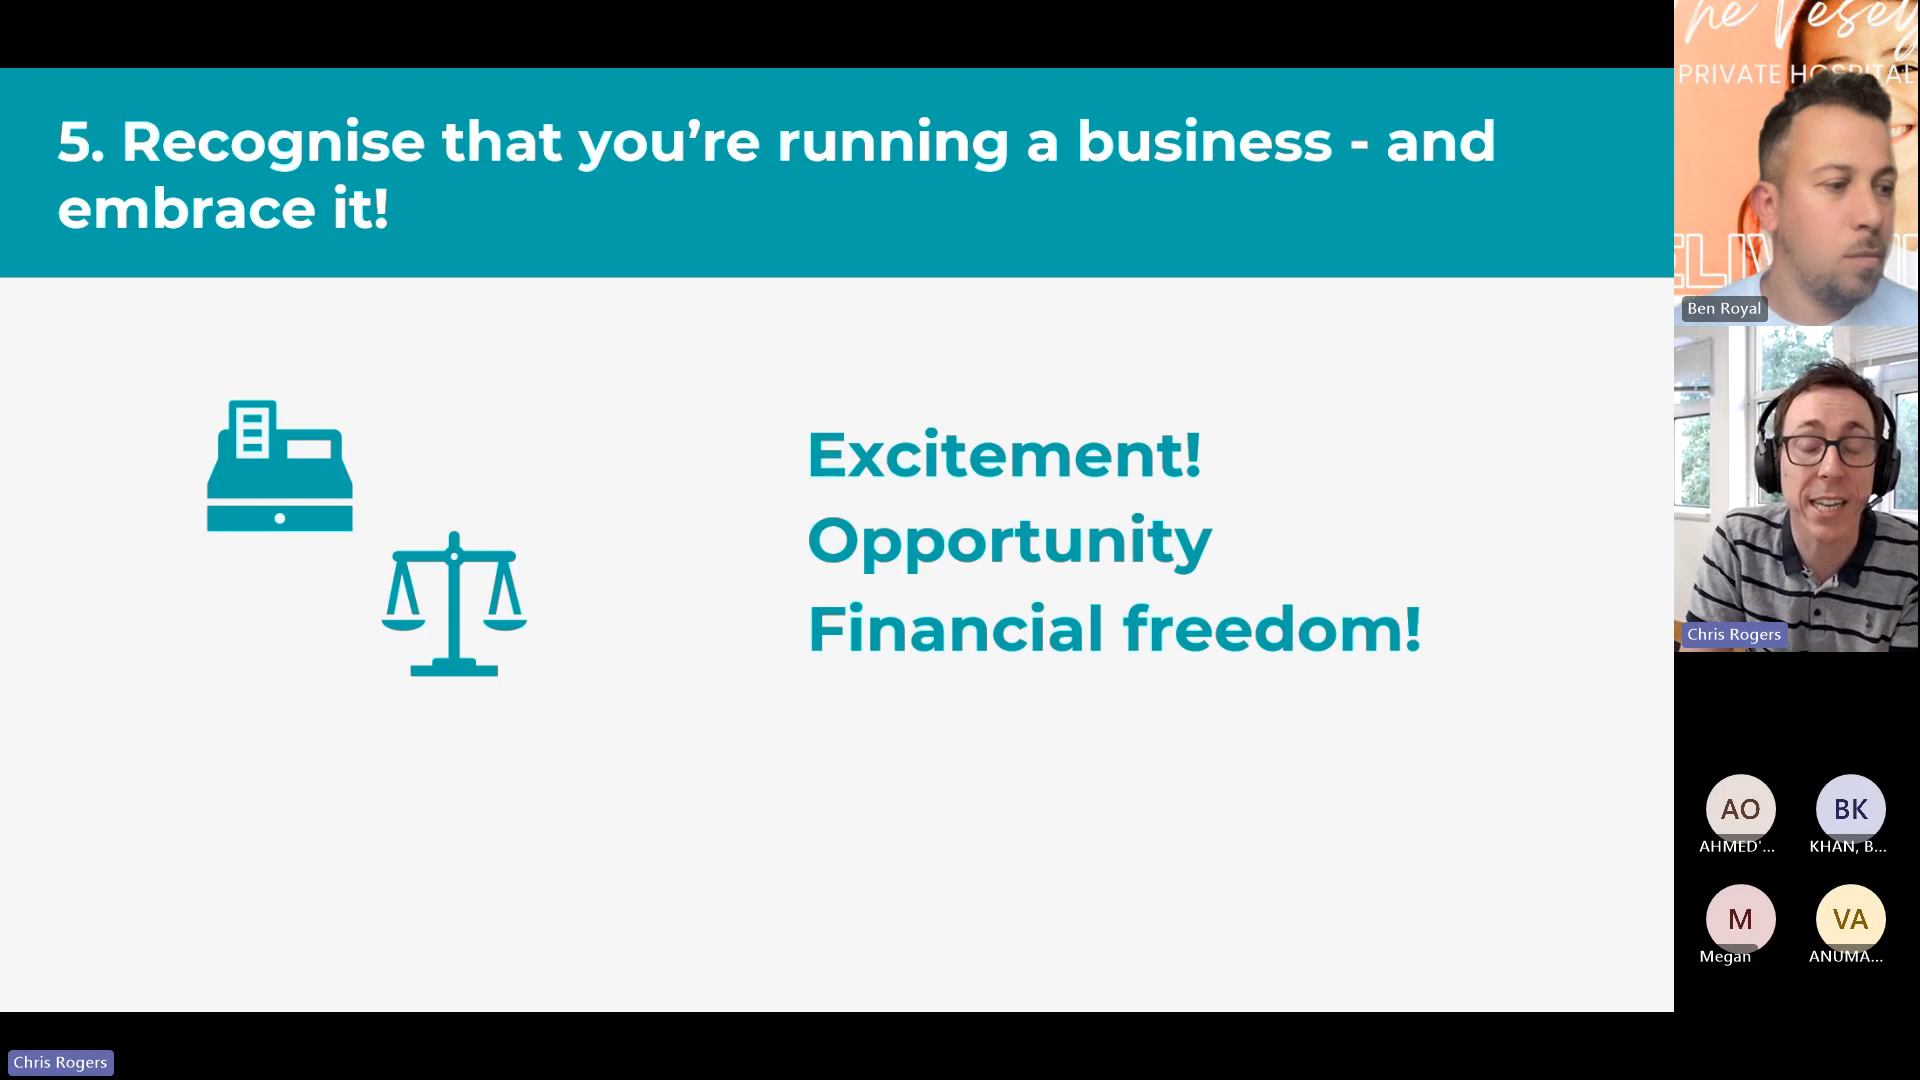 5. Recognise that you’re running a business - and
embrace it!
Excitement!
Opportunity
Financial freedom!
PRIVATE HOSPITAL
Ben Royal
Chris Rogers
AO
AHMED'...
BK
KHAN, B...
M
Megan
VA
ANUMA...
Chris Rogers